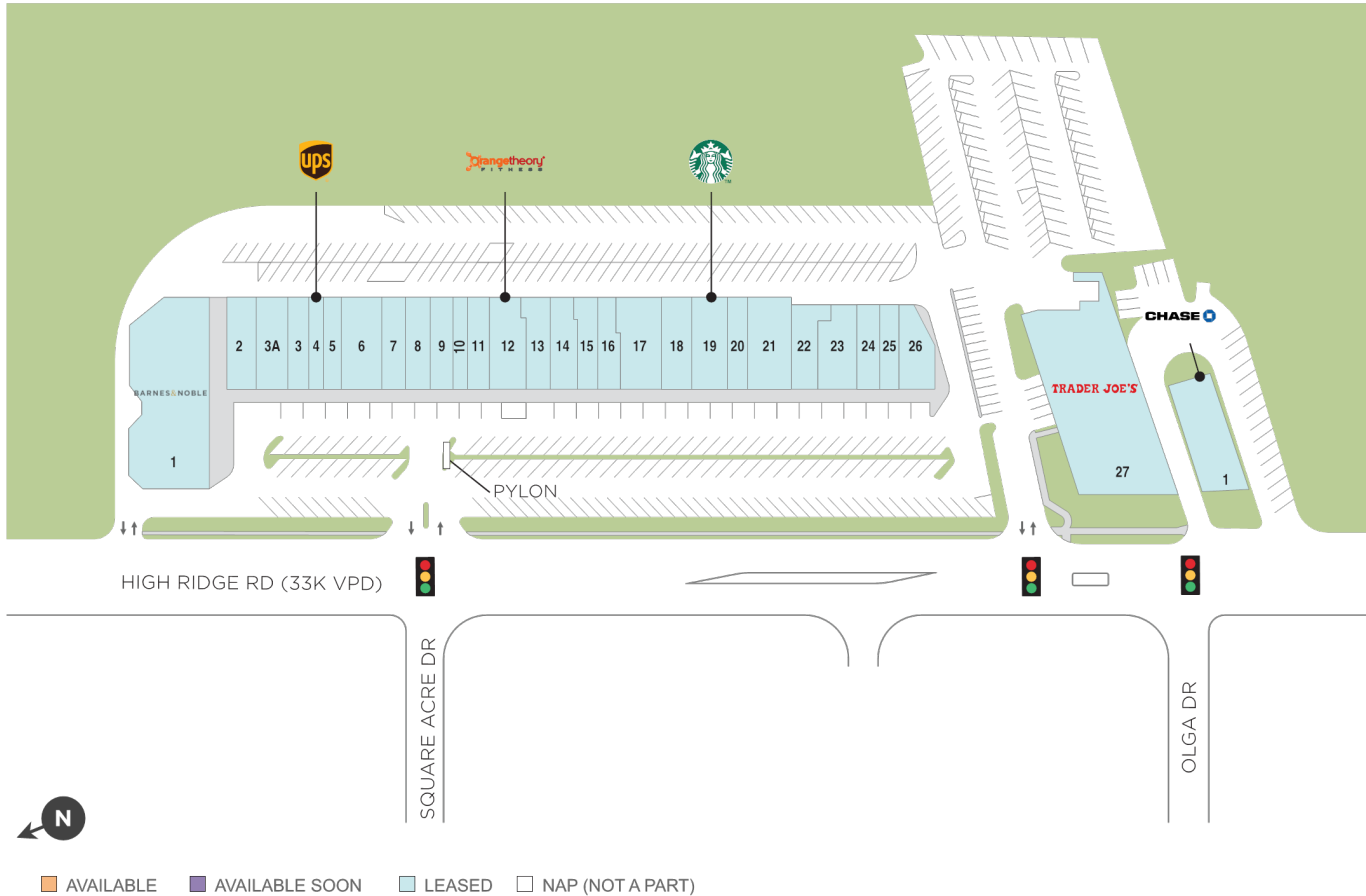 ups
Orangetheory®
FITNESS
TM
CHASE
2 3A 3 4 5 6 7 8 9 10 11 12 13 14 15 16 17 18 19 20 21 22 23 24 25 26
BARNES&NOBLE
TRADER JOE'S
1
27
1
PYLON
HIGH RIDGE RD (33K VPD)
SQUARE ACRE DR
OLGA DR
N
AVAILABLE
AVAILABLE SOON
LEASED
NAP (NOT A PART)